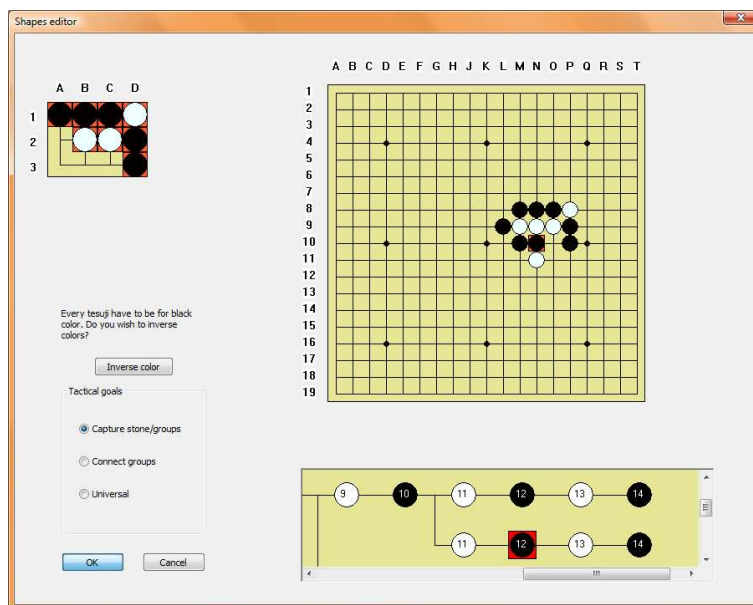 Shapes editor
A B C D
1
2
3
A B C D E F G H J K L M N O P Q R S T
1
2
3
4
5
6
7
8
9
10
11
12
13
14
15
16
17
18
19
Every tesuji have to be for black
color. Do you wish to inverse
colors?
Inverse color
Tactical goals
Capture stone/groups
Connect groups
Universal
OK
Cancel
9 10 11 12 13 14
11 12 13 14